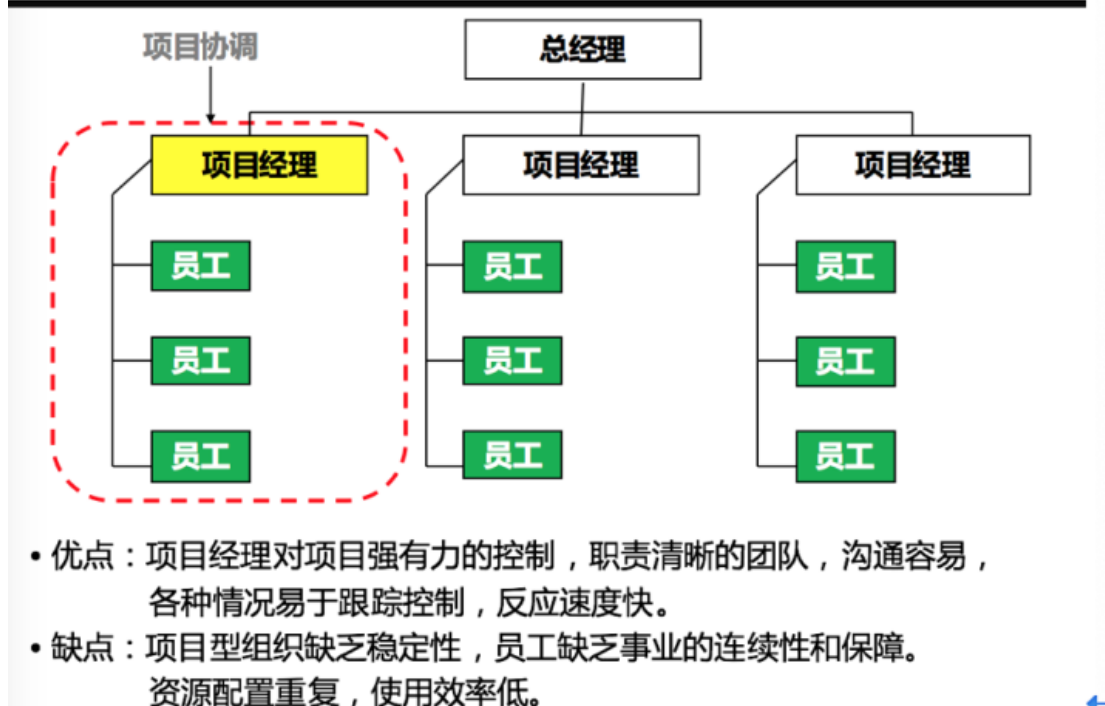 项目协调
总经理
项目经理
项目经理
项目经理
员工
员工
员工
员工
员工
员工
员工
员工
员工
• 优点：项目经理对项目强有力的控制，职责清晰的团队，沟通容易，
各种情况易于跟踪控制，反应速度快。
• 缺点：项目型组织缺乏稳定性，员工缺乏事业的连续性和保障。
资源配置重复，使用效率低。